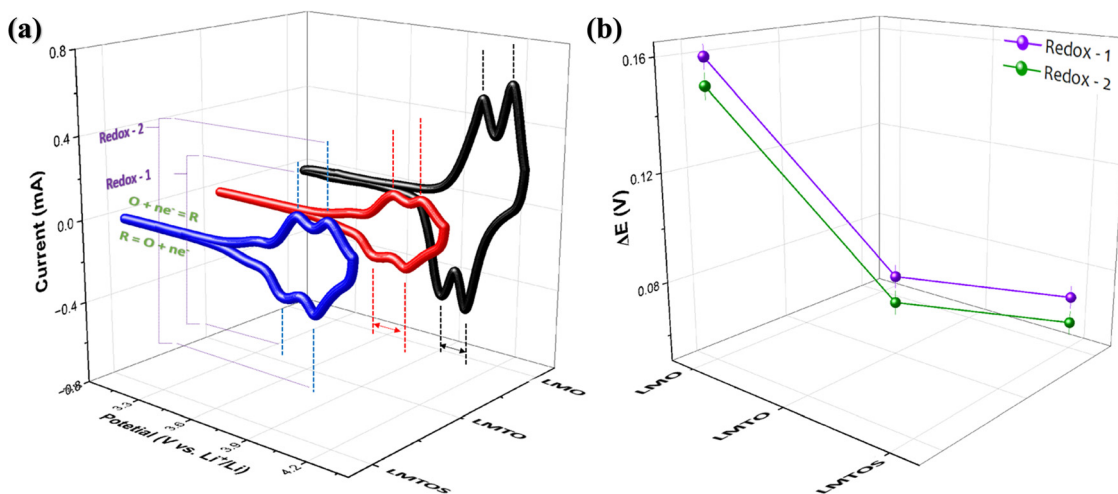 (a)
0.8
0.4
0.0
−0.4
−0.8
Current (mA)
Redox - 2
Redox - 1
O + ne⁻ = R
R = O + ne⁻
3.3
3.6
3.9
4.2
Potetial (V vs. Li⁺/Li)
LMTOS
LMTO
LMO
(b)
Redox - 1
Redox - 2
0.16
0.12
0.08
ΔE (V)
LMO
LMTO
LMTOS